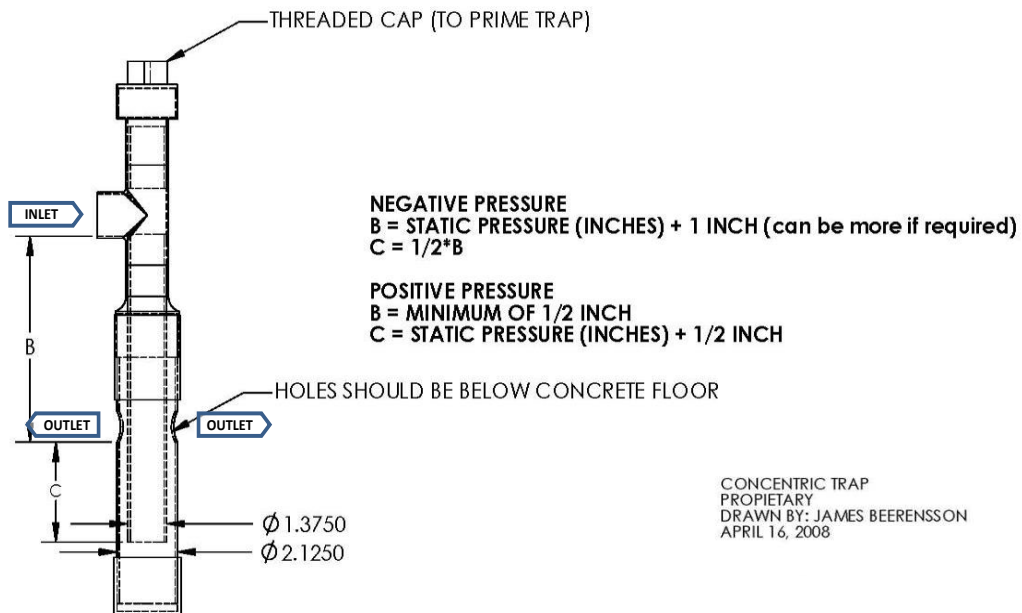 THREADED CAP (TO PRIME TRAP)
INLET
NEGATIVE PRESSURE
B = STATIC PRESSURE (INCHES) + 1 INCH (can be more if required)
C = 1/2*B
POSITIVE PRESSURE
B = MINIMUM OF 1/2 INCH
C = STATIC PRESSURE (INCHES) + 1/2 INCH
B
HOLES SHOULD BE BELOW CONCRETE FLOOR
OUTLET
OUTLET
C
Ø1.3750
Ø2.1250
CONCENTRIC TRAP
PROPIETARY
DRAWN BY: JAMES BEERENSSON
APRIL 16, 2008